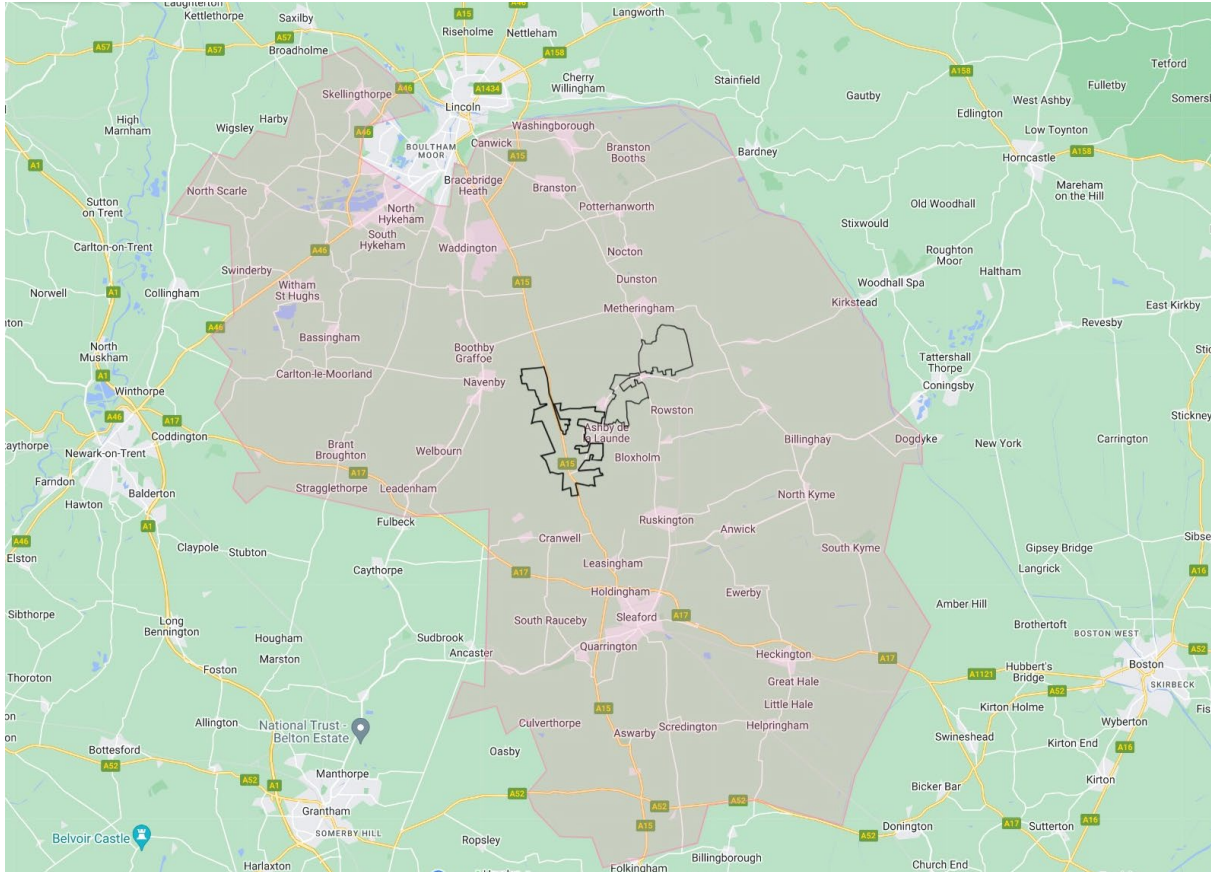 Laughterton
Kettlethorpe
Saxilby
A15
A46
Langworth
Riseholme
Nettleham
A57
A57
A57
Broadholme
A158
Tetford
Cherry
Willingham
Stainfield
A158
Fulletby
Skellingthorpe
A46
A1434
Lincoln
Gautby
West Ashby
Edlington
High
Marnham
Harby
Wigsley
A46
Washingborough
Low Toynton
BOULTHAM
MOOR
Canwick
A15
Branston
Booths
Bardney
Horncastle
A158
A1
Bracebridge
Heath
Branston
Mareham
on the Hill
North Scarle
Sutton
on Trent
North
Hykeham
Potterhanworth
Old Woodhall
Stixwould
South
Hykeham
Carlton-on-Trent
A46
Waddington
Nocton
Roughton
Moor
Haltham
Swinderby
A15
Dunston
Woodhall Spa
Norwell
A1
Collingham
Witham
St Hughs
Kirkstead
East Kirkby
Metheringham
A46
Revesby
Bassingham
North
Muskham
Boothby
Graffoe
Tattershall
Thorpe
A1
Carlton-le-Moorland
Navenby
Coningsby
Winthorpe
A46
A17
Rowston
Stickney
Coddington
Ashby de
la Launde
Billinghay
Dogdyke
New York
Carrington
Newark-on-Trent
Brant
Broughton
Welbourn
Bloxholm
A15
A17
Farndon
Balderton
Stragglethorpe
Leadenham
North Kyme
Hawton
Fulbeck
Ruskington
A1
Anwick
A46
Cranwell
Claypole
Stubton
South Kyme
Gipsey Bridge
Elston
Leasingham
Langrick
Caythorpe
A17
A16
Holdingham
Ewerby
Amber Hill
Sibthorpe
Sleaford
A17
Brothertoft
Long
Bennington
South Rauceby
BOSTON WEST
Hougham
Sudbrook
Quarrington
A52
Marston
Ancaster
Heckington
A17
Boston
Foston
Hubbert's
Bridge
A1121
Thoroton
Great Hale
A52
SKIRBECK
Little Hale
Allington
National Trust -
Belton Estate
A15
Kirton Holme
Culverthorpe
Scredington
Helpringham
Wyberton
Aswarby
Swineshead
Bottesford
Oasby
Kirton End
A16
A52
Manthorpe
A52
A1
Kirton
A52
Bicker Bar
A52
A52
Grantham
A15
Donington
A17
A16
SOMERBY HILL
A52
Sutterton
Belvoir Castle
Ropsley
Billingborough
Harlaxton
Folkingham
Church End